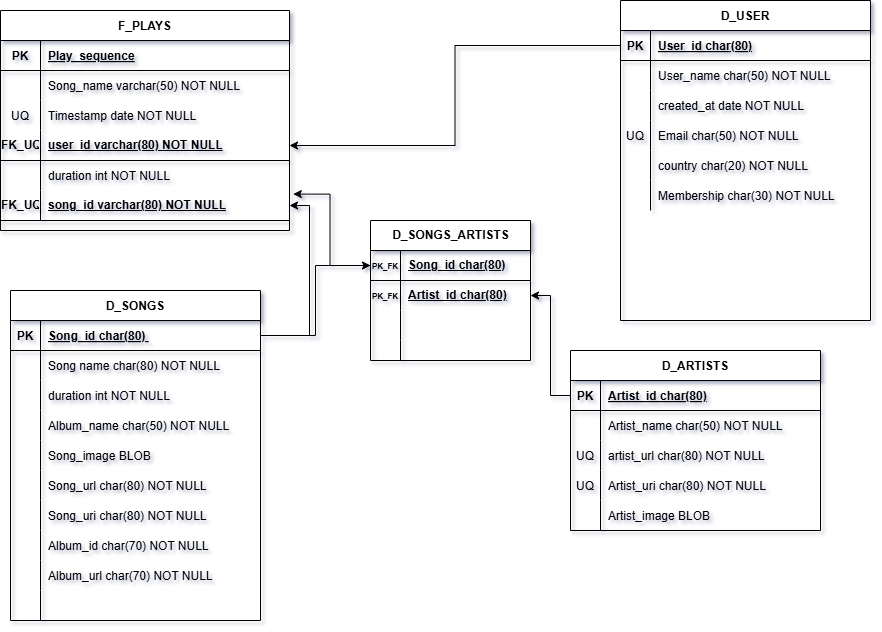 F_PLAYS
PK Play_sequence
Song_name varchar(50) NOT NULL
UQ Timestamp date NOT NULL
FK_UQ user_id varchar(80) NOT NULL
duration int NOT NULL
FK_UQ song_id varchar(80) NOT NULL
D_USER
PK User_id char(80)
User_name char(50) NOT NULL
created_at date NOT NULL
UQ Email char(50) NOT NULL
country char(20) NOT NULL
Membership char(30) NOT NULL
D_SONGS_ARTISTS
PK_FK Song_id char(80)
PK_FK Artist_id char(80)
D_SONGS
PK Song_id char(80)
Song name char(80) NOT NULL
duration int NOT NULL
Album_name char(50) NOT NULL
Song_image BLOB
Song_url char(80) NOT NULL
Song_uri char(80) NOT NULL
Album_id char(70) NOT NULL
Album_url char(70) NOT NULL
D_ARTISTS
PK Artist_id char(80)
Artist_name char(50) NOT NULL
UQ artist_url char(80) NOT NULL
UQ Artist_uri char(80) NOT NULL
Artist_image BLOB